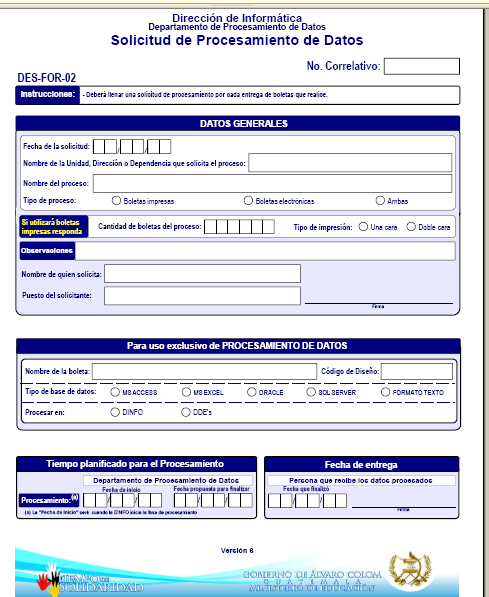 Dirección de Informática
Departamento de Procesamiento de Datos
Solicitud de Procesamiento de Datos
No. Correlativo:
DES-FOR-02
Instrucciones: - Deberá llenar una solicitud de procesamiento por cada entrega de boletas que realice.
DATOS GENERALES
Fecha de la solicitud: / /
Nombre de la Unidad, Dirección o Dependencia que solicita el proceso:
Nombre del proceso:
Tipo de proceso: Boletas impresas Boletas electrónicas Ambas
Si utilizará boletas impresas responda Cantidad de boletas del proceso: Tipo de impresión: Una cara Doble cara
Observaciones
Nombre de quien solicita:
Puesto del solicitante:
Firma
Para uso exclusivo de PROCESAMIENTO DE DATOS
Nombre de la boleta: Código de Diseño:
Tipo de base de datos: MS ACCESS MS EXCEL ORACLE SQL SERVER FORMATO TEXTO
Procesar en: DINFO DDE's
Tiempo planificado para el Procesamiento
Departamento de Procesamiento de Datos
Fecha de inicio Fecha propuesta para finalizar
Procesamiento: (a) / / / /
(a) La "Fecha de inicio" será cuando la DINFO inicie la fase de procesamiento
Fecha de entrega
Persona que recibe los datos procesados
Fecha que finalizó
/ /
Firma
Versión 6
TIEMPO DE
SOLIDARIDAD
GOBIERNO DE ÁLVARO COLOM
GUATEMALA
MINISTERIO DE EDUCACIÓN